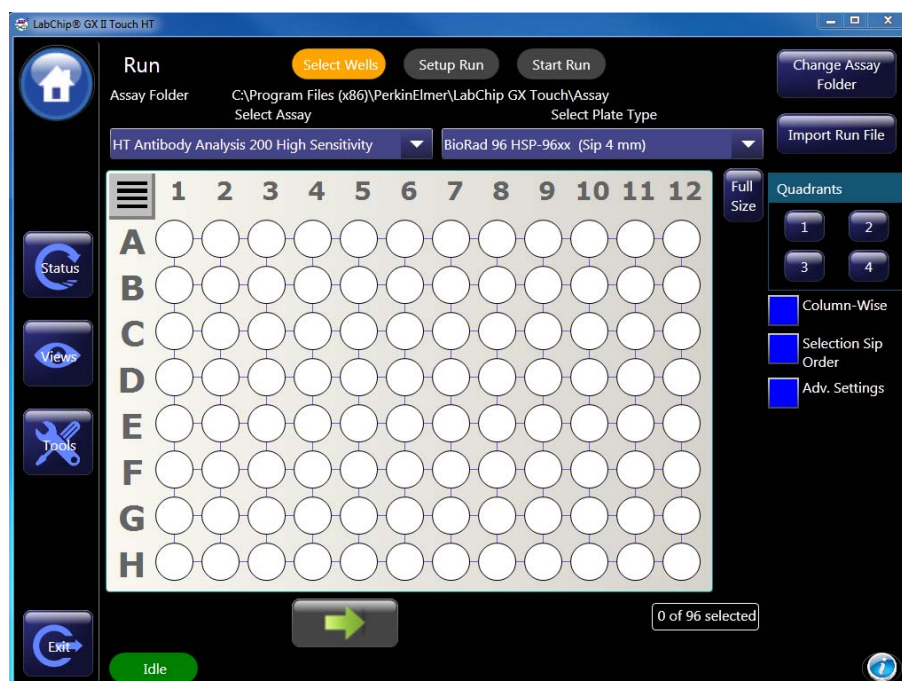 LabChip® GX II Touch HT
Run
Select Wells
Setup Run
Start Run
Change Assay
Folder
Assay Folder
C:\Program Files (x86)\PerkinElmer\LabChip GX Touch\Assay
Select Assay
Select Plate Type
Import Run File
HT Antibody Analysis 200 High Sensitivity
BioRad 96 HSP-96xx (Sip 4 mm)
1 2 3 4 5 6 7 8 9 10 11 12
Full
Size
Quadrants
1 2
3 4
A
B
C
D
E
F
G
H
Column-Wise
Selection Sip
Order
Adv. Settings
Status
Views
Tools
Exit
0 of 96 selected
Idle